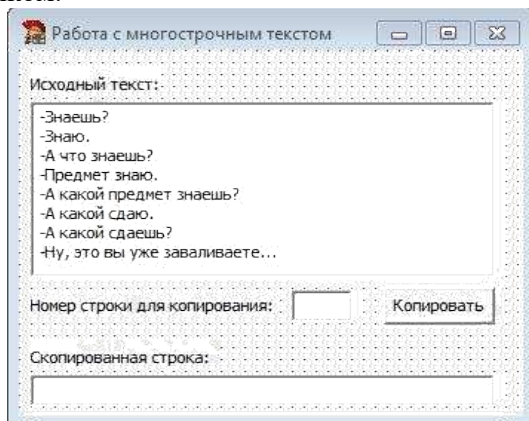 Работа с многострочным текстом
Исходный текст:
-Знаешь?
-Знаю.
-А что знаешь?
-Предмет знаю.
-А какой предмет знаешь?
-А какой сдаю.
-А какой сдаешь?
-Ну, это вы уже заваливаете...
Номер строки для копирования:
Копировать
Скопированная строка: